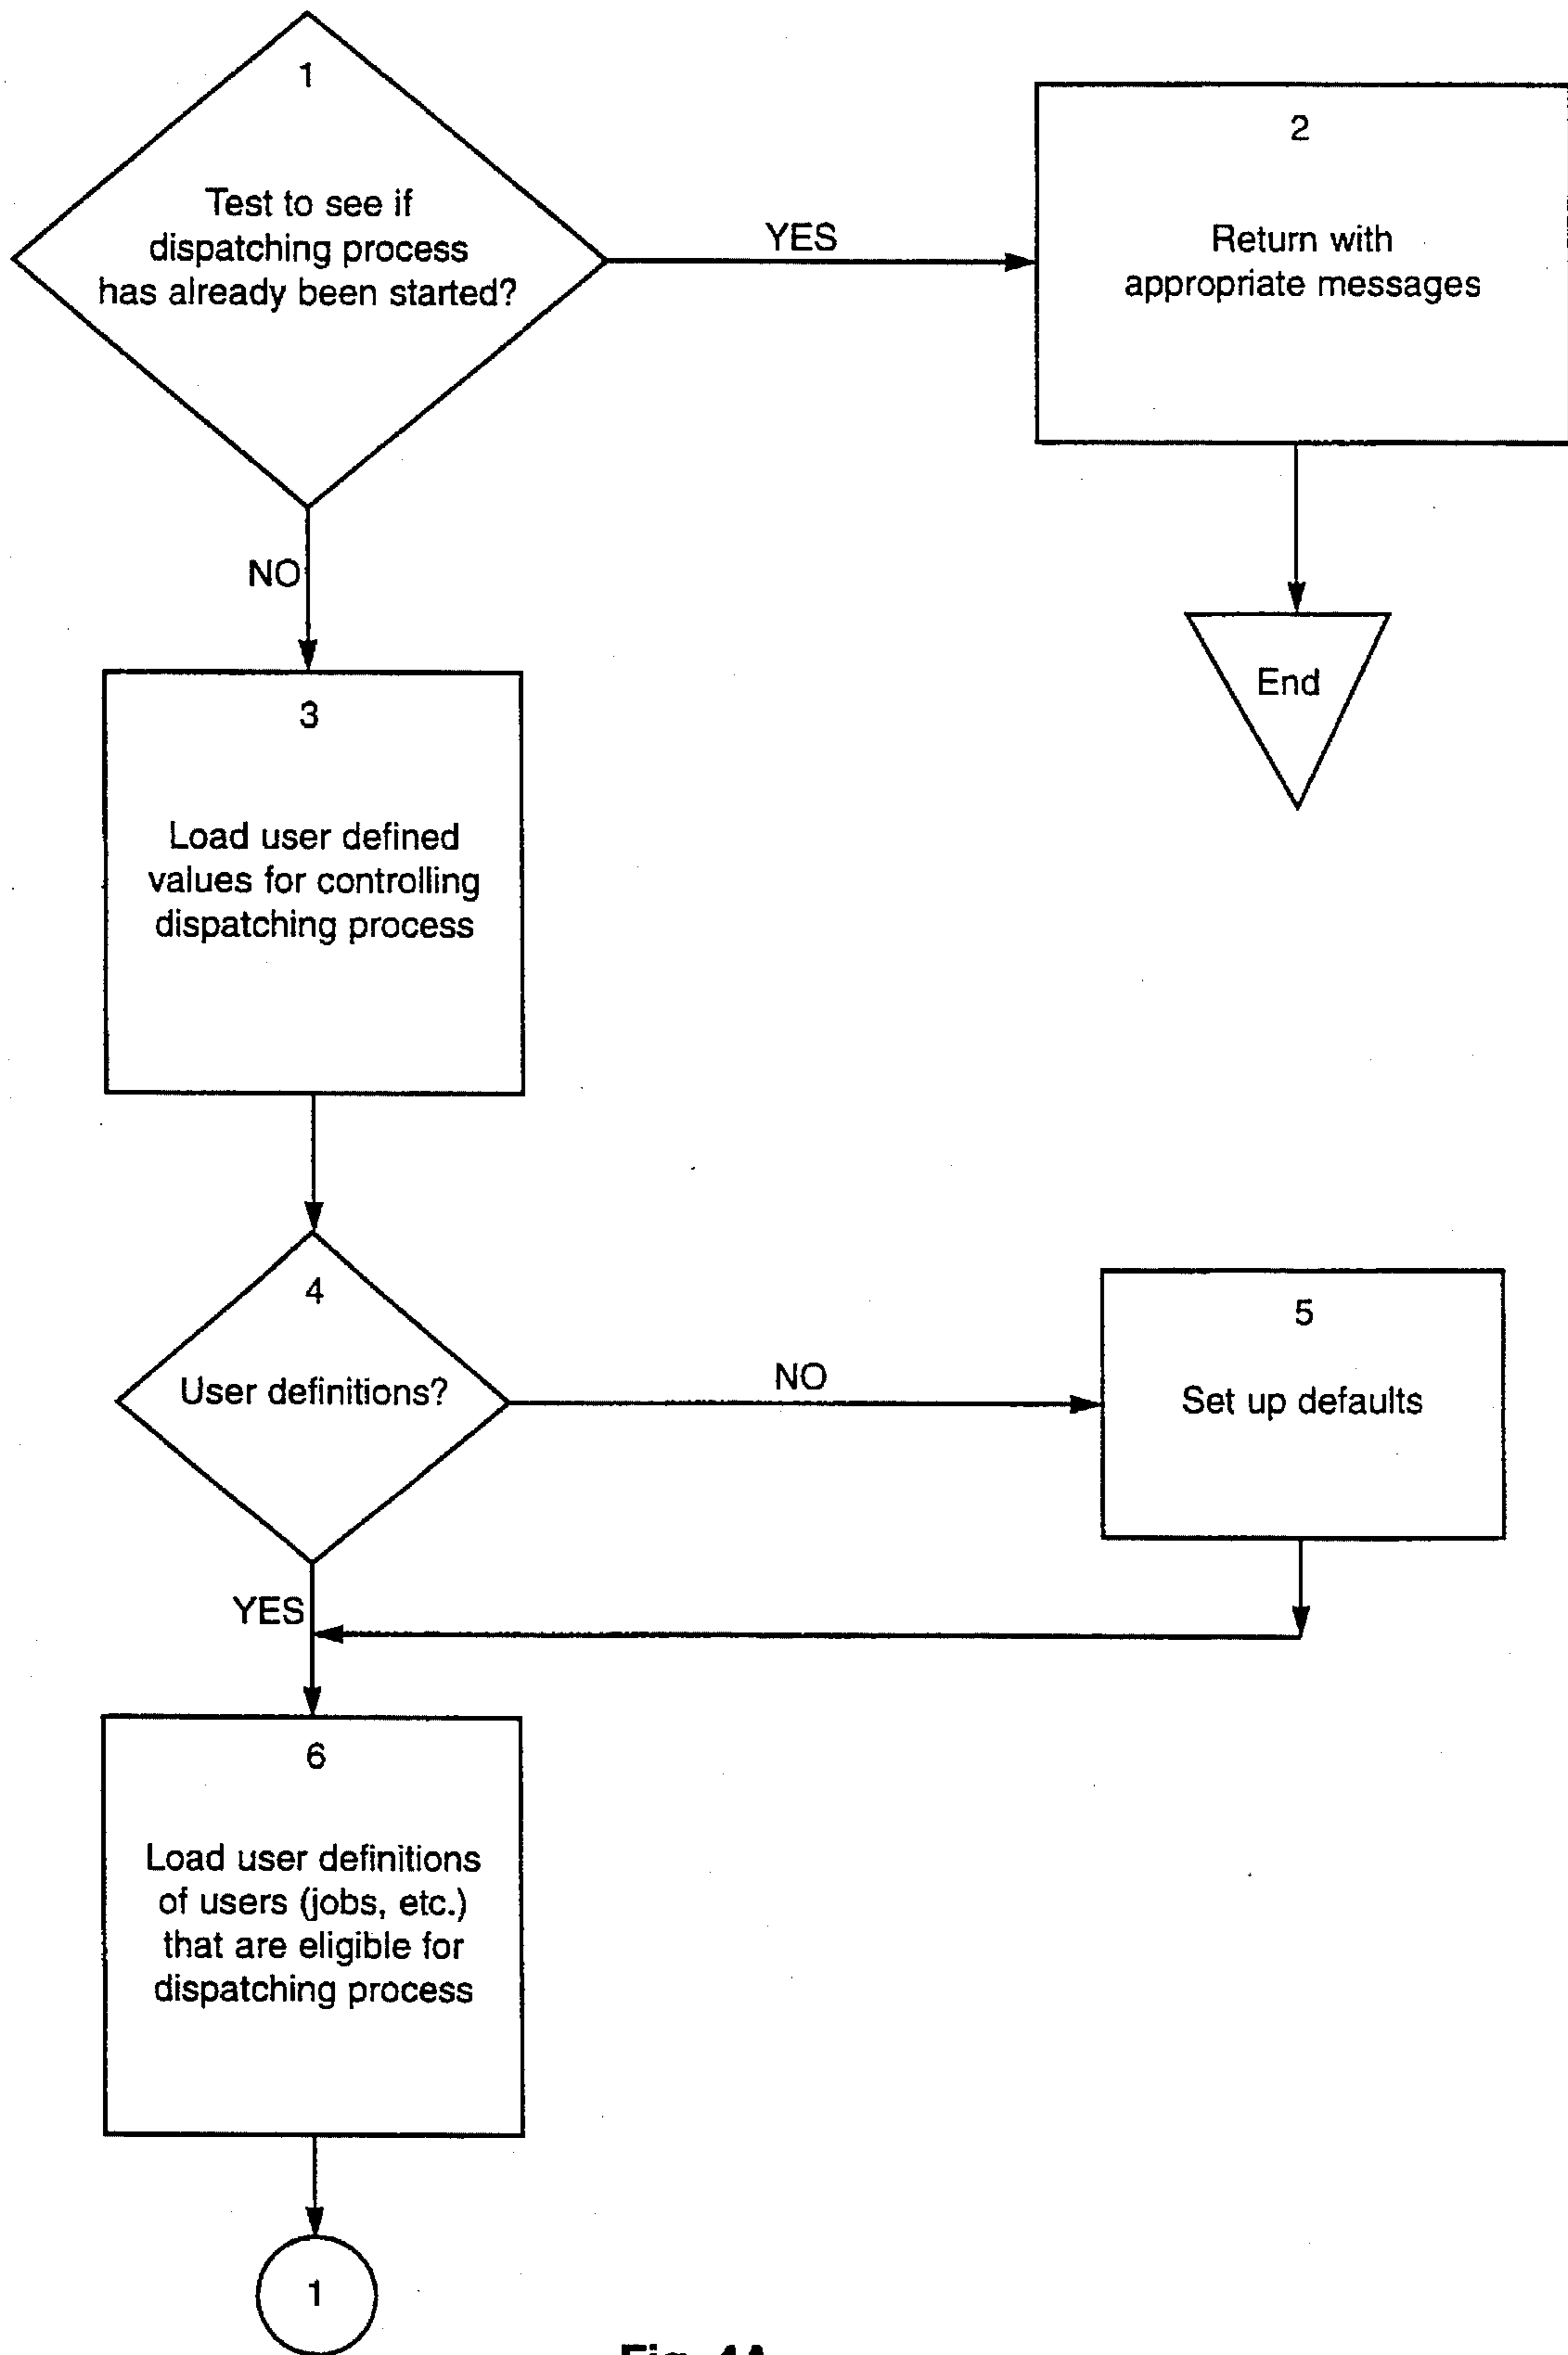 1
Test to see if
dispatching process
has already been started?
YES
2
Return with
appropriate messages
End
NO
3
Load user defined
values for controlling
dispatching process
4
User definitions?
NO
5
Set up defaults
YES
6
Load user definitions
of users (jobs, etc.)
that are eligible for
dispatching process
1